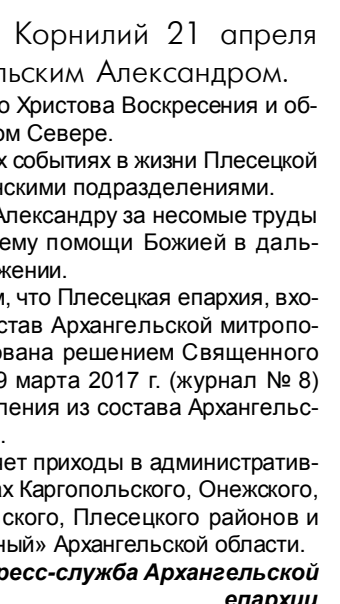 Корнилий 21 апреля
льским Александром.
о Христова Воскресения и об-
ом Севере.
х событиях в жизни Плесецкой
нскими подразделениями.
Александру за несомые труды
ему помощи Божией в даль-
жении.
м, что Плесецкая епархия, вхо-
став Архангельской митропо-
ована решением Священного
9 марта 2017 г. (журнал № 8)
ления из состава Архангельс-
.
яет приходы в административ-
ах Каргопольского, Онежского,
ского, Плесецкого районов и
ный» Архангельской области.
ресс-служба Архангельской
епархии